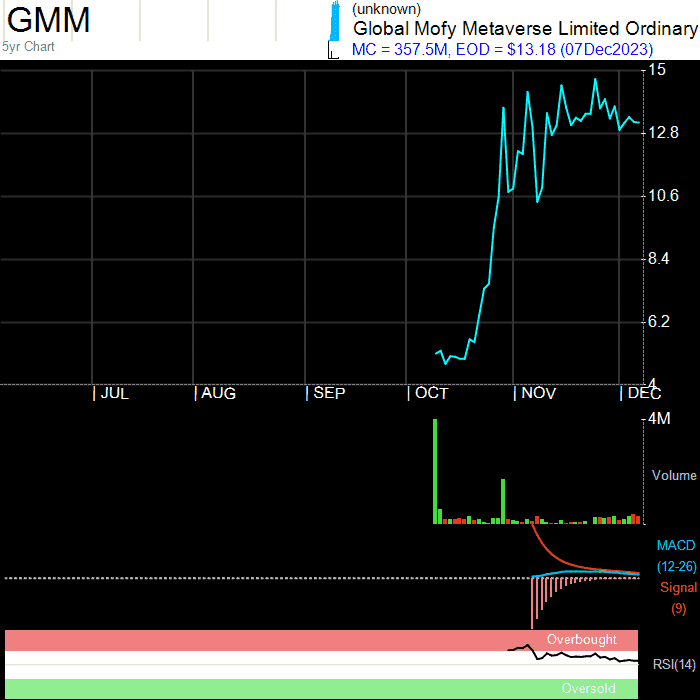 GMM
(unknown)
Global Mofy Metaverse Limited Ordinary
5yr Chart
MC = 357.5M, EOD = $13.18 (07Dec2023)
15
12.8
10.6
8.4
6.2
4
| JUL | AUG | SEP | OCT | NOV | DEC
4M
Volume
MACD
(12-26)
Signal
(9)
Overbought
RSI(14)
Oversold